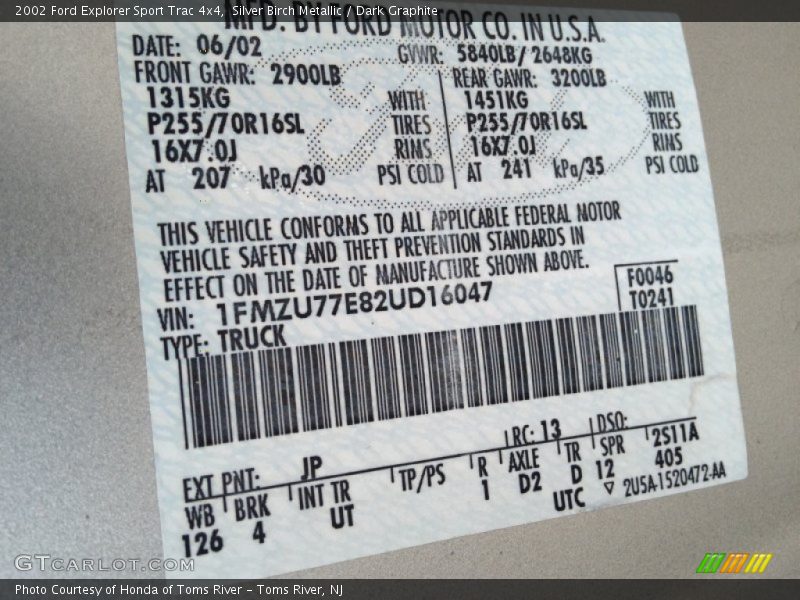 2002 Ford Explorer Sport Trac 4x4, Silver Birch Metallic / Dark Graphite
MFD. BY FORD MOTOR CO. IN U.S.A.
DATE: 06/02 GVWR: 5840LB/ 2648KG
FRONT GAWR: 2900LB REAR GAWR: 3200LB
1315KG WITH 1451KG WITH
P255/70R16SL TIRES P255/70R16SL TIRES
16X7.0J RINS 16X7.0J RINS
AT 207 kPa/30 PSI COLD AT 241 kPa/35 PSI COLD
THIS VEHICLE CONFORMS TO ALL APPLICABLE FEDERAL MOTOR
VEHICLE SAFETY AND THEFT PREVENTION STANDARDS IN
EFFECT ON THE DATE OF MANUFACTURE SHOWN ABOVE.
VIN: 1FMZU77E82UD16047
F0046
TYPE: TRUCK
T0241
EXT PNT: JP RC: 13 DSO:
WB BRK INT TR TP/PS R AXLE TR SPR 2S11A
126 4 UT 1 D2 D 12 405
UTC ▽ 2U5A-1520472-AA
GTCarLot.com
Photo Courtesy of Honda of Toms River – Toms River, NJ